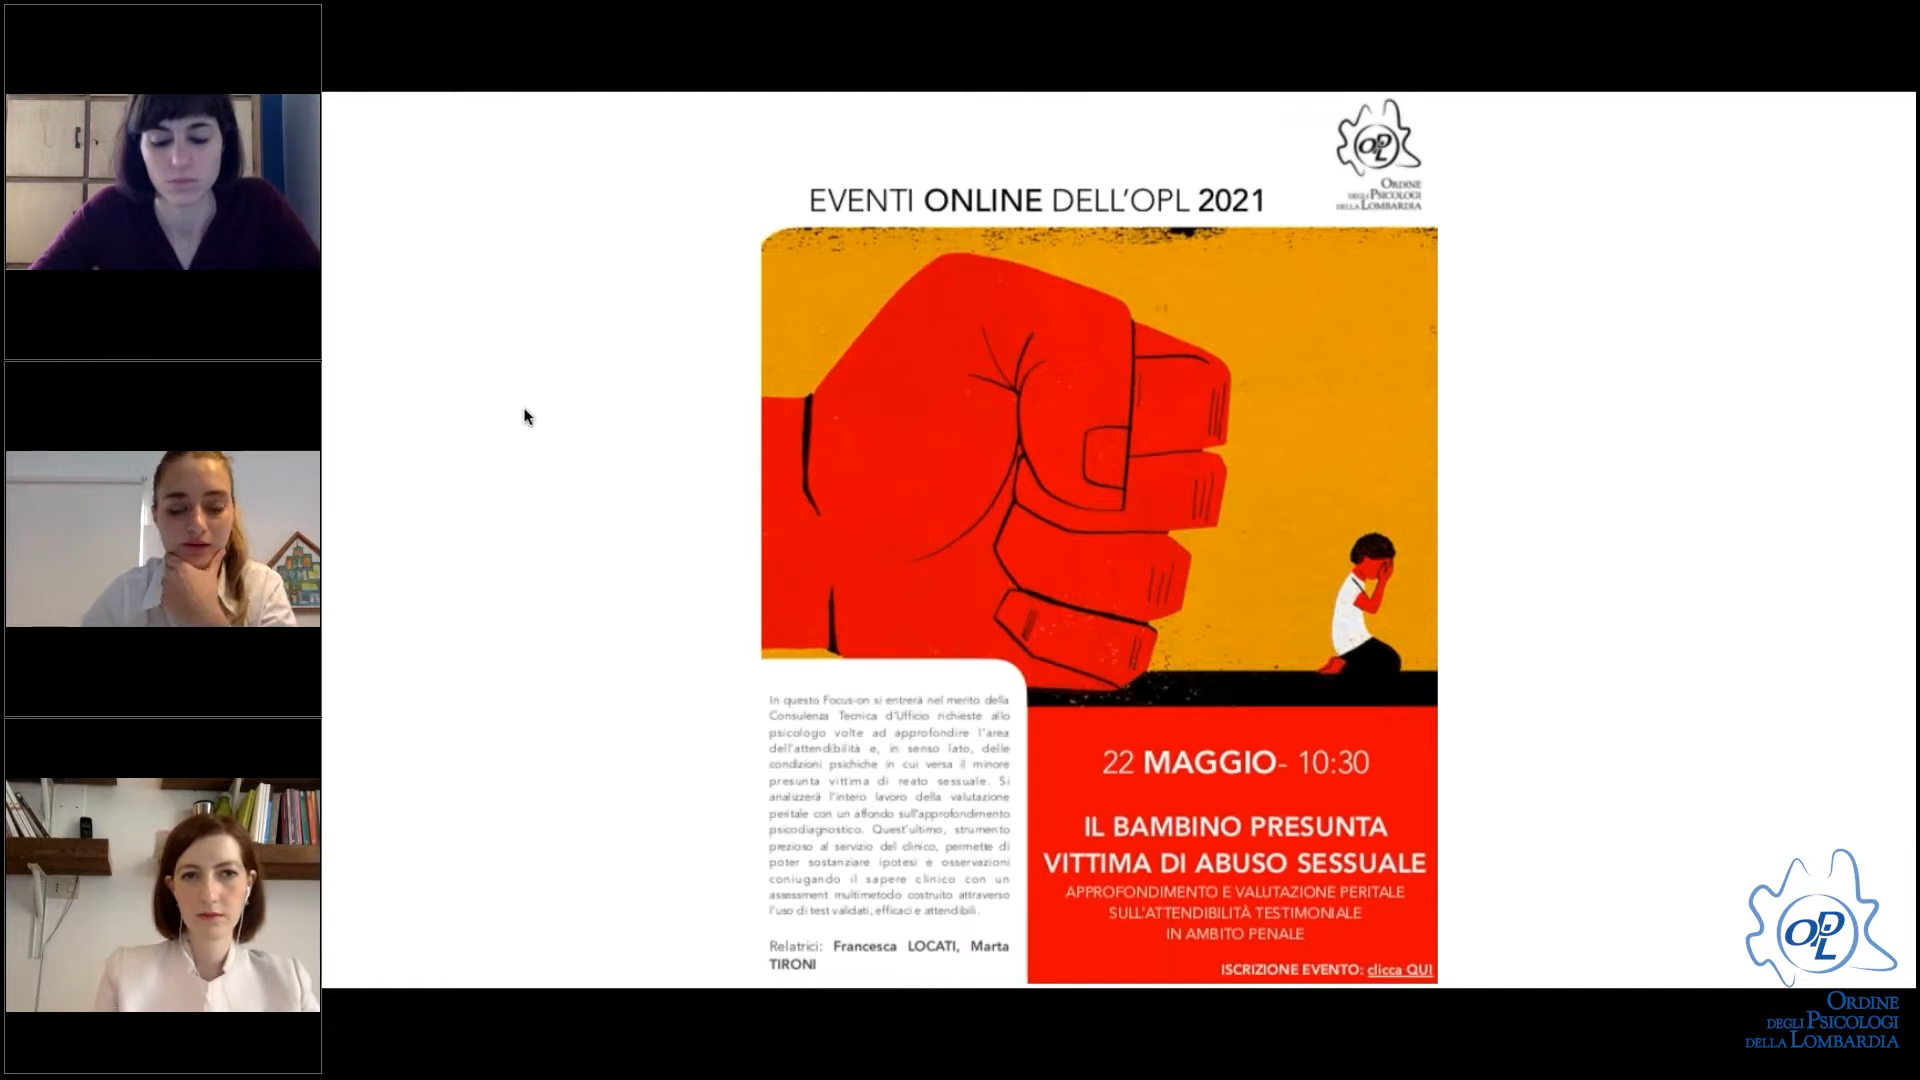 OPL
ORDINE
DEGLI PSICOLOGI
DELLA LOMBARDIA
EVENTI ONLINE DELL'OPL 2021
In questo Focus-on si entrerà nel merito della
Consulenza Tecnica d'Ufficio richieste allo
psicologo volte ad approfondire l'area
dell'attendibilità e, in senso lato, delle
condizioni psichiche in cui versa il minore
presunta vittima di reato sessuale. Si
analizzerà l'intero lavoro della valutazione
peritale con un affondo sull'approfondimento
psicodiagnostico. Quest'ultimo, strumento
prezioso al servizio del clinico, permette di
poter sostanziare ipotesi e osservazioni
coniugando il sapere clinico con un
assessment multimetodo costruito attraverso
l'uso di test validati, efficaci e attendibili.
Relatrici: Francesca LOCATI, Marta
TIRONI
22 MAGGIO- 10:30
IL BAMBINO PRESUNTA
VITTIMA DI ABUSO SESSUALE
APPROFONDIMENTO E VALUTAZIONE PERITALE
SULL'ATTENDIBILITÀ TESTIMONIALE
IN AMBITO PENALE
ISCRIZIONE EVENTO: clicca QUI
OPL
ORDINE
DEGLI PSICOLOGI
DELLA LOMBARDIA